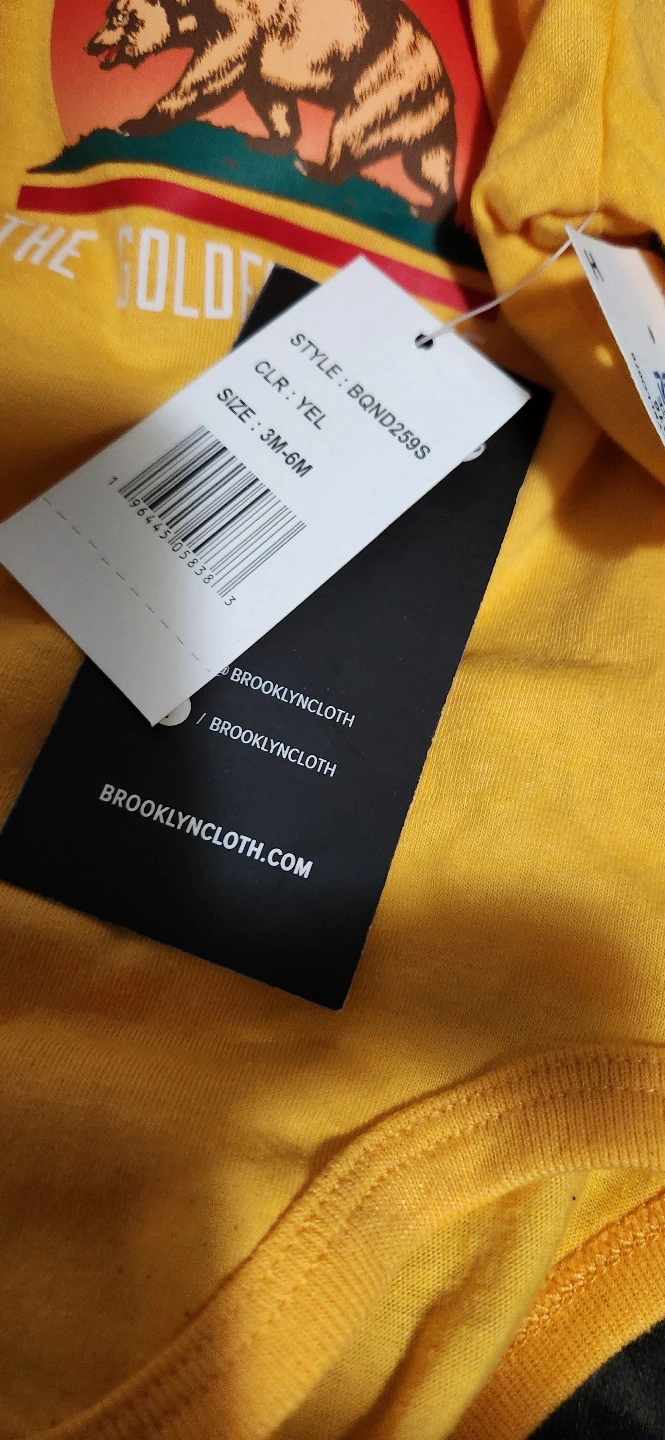 THE GOLDE
STYLE : BQND259S
CLR : YEL
SIZE : 3M-6M
1 96445 05838 3
@ BROOKLYNCLOTH
/ BROOKLYNCLOTH
BROOKLYNCLOTH.COM